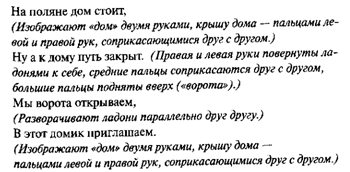 На поляне дом стоит,
(Изображают «дом» двумя руками, крышу дома — пальцами ле-
вой и правой рук, соприкасающимися друг с другом.)
Ну а к дому путь закрыт. (Правая и левая руки повернуты ла-
донями к себе, средние пальцы соприкасаются друг с другом,
большие пальцы подняты вверх («ворота»).)
Мы ворота открываем,
(Разворачивают ладони параллельно друг другу.)
В этот домик приглашаем.
(Изображают «дом» двумя руками, крышу дома —
пальцами левой и правой рук, соприкасающимися друг с другом.)